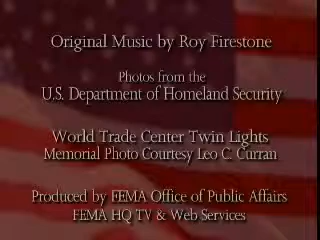 Original Music by Roy Firestone
Photos from the
U.S. Department of Homeland Security
World Trade Center Twin Lights
Memorial Photo Courtesy Leo C. Curran
Produced by FEMA Office of Public Affairs
FEMA HQ TV & Web Services